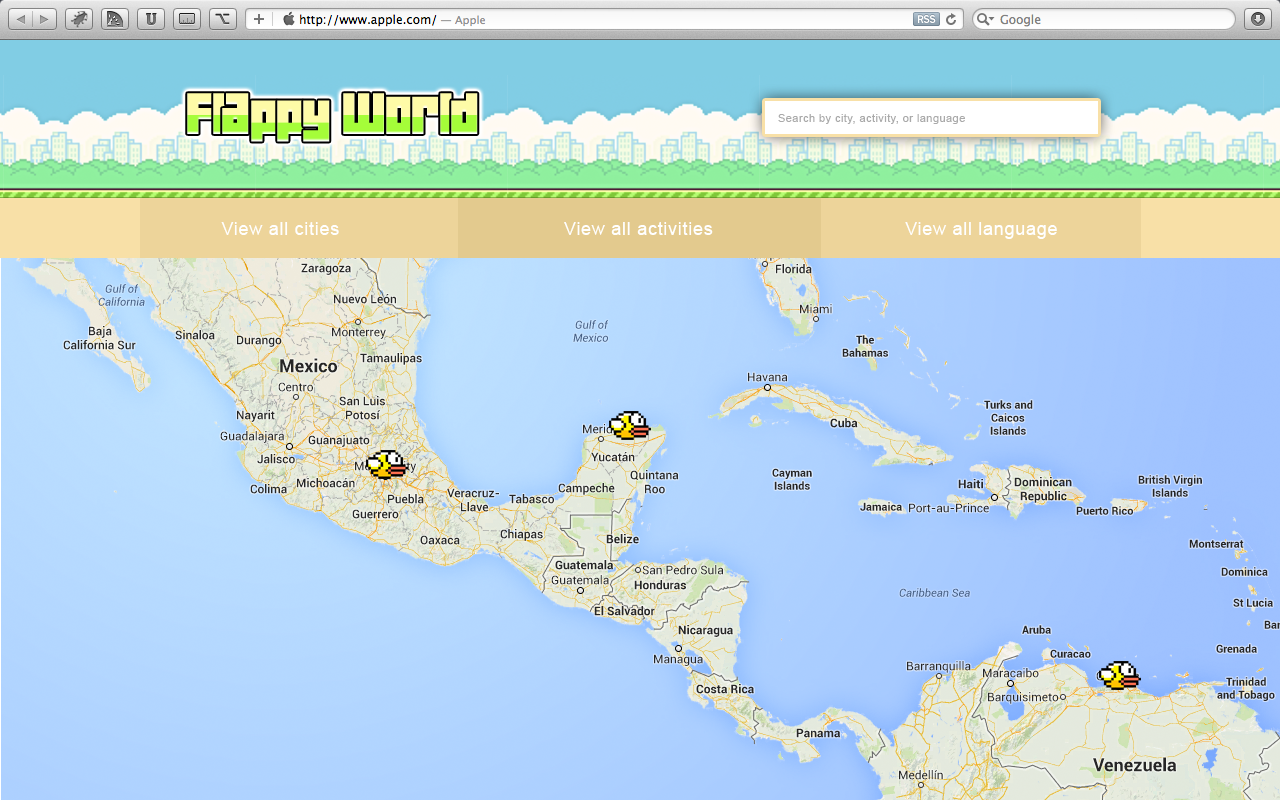 http://www.apple.com/ — Apple
RSS
Google
Flappy World
Search by city, activity, or language
View all cities
View all activities
View all language
Zaragoza
Florida
Gulf of
California
Nuevo León
Miami
Baja
California Sur
Sinaloa
Durango
Monterrey
Gulf of
Mexico
The
Bahamas
Tamaulipas
Mexico
Centro
Havana
San Luis
Potosí
Nayarit
Turks and
Caicos
Islands
Cuba
Guadalajara
Guanajuato
Jalisco
Yucatán
Quintana
Roo
Cayman
Islands
Haiti
Dominican
Republic
British Virgin
Islands
Colima
Michoacán
Puebla
Veracruz-
Llave
Tabasco
Campeche
Jamaica
Port-au-Prince
Puerto Rico
Guerrero
Oaxaca
Chiapas
Belize
Montserrat
Guatemala
Guatemala
San Pedro Sula
Honduras
Dominica
Caribbean Sea
St Lucia
El Salvador
Nicaragua
Aruba
Managua
Curacao
Grenada
Barranquilla
Maracaibo
Barquisimeto
Trinidad
and Tobago
Costa Rica
Panama
Venezuela
Medellín